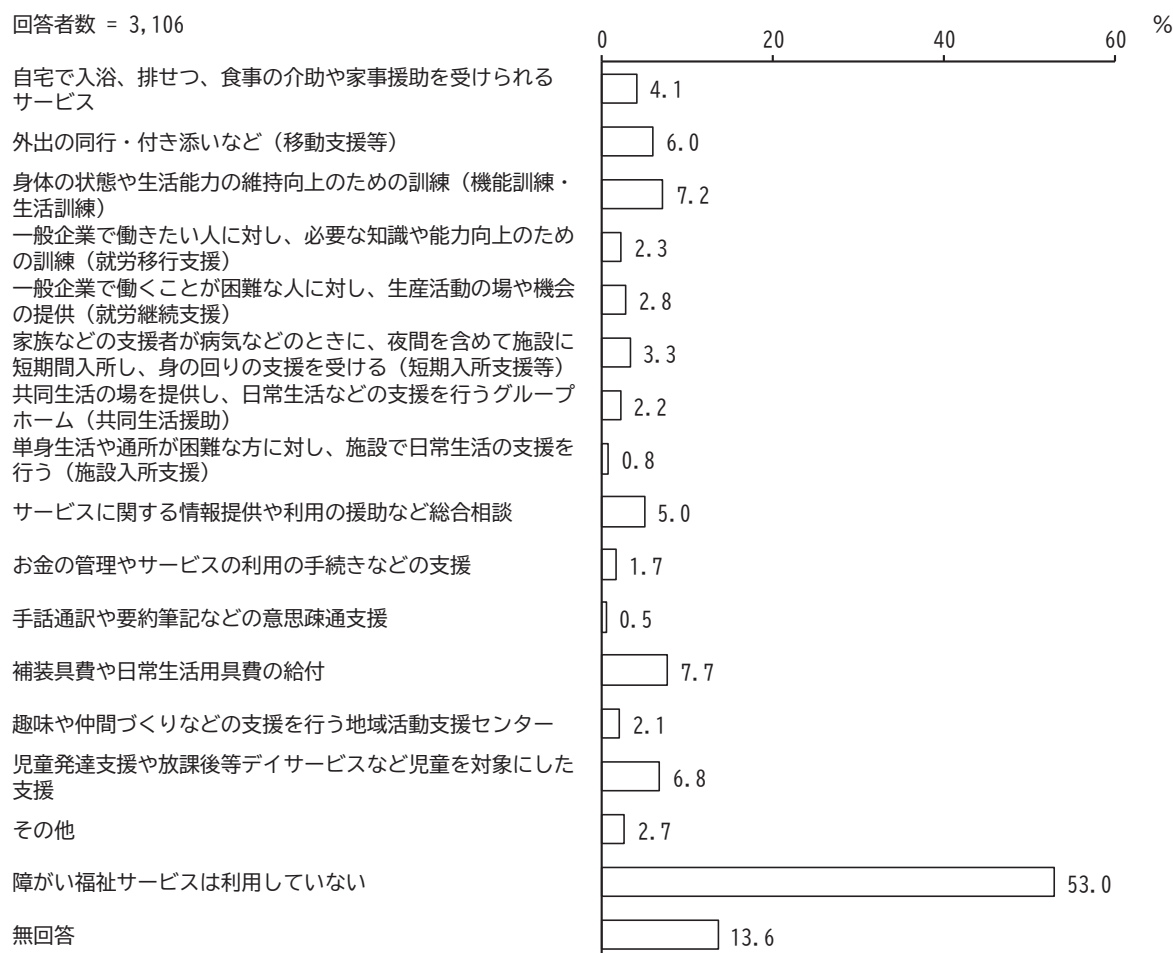 回答者数 = 3,106
%
0 20 40 60
自宅で入浴、排せつ、食事の介助や家事援助を受けられる
サービス
4.1
外出の同行・付き添いなど（移動支援等）
6.0
身体の状態や生活能力の維持向上のための訓練（機能訓練・
生活訓練）
7.2
一般企業で働きたい人に対し、必要な知識や能力向上のため
の訓練（就労移行支援）
2.3
一般企業で働くことが困難な人に対し、生産活動の場や機会
の提供（就労継続支援）
2.8
家族などの支援者が病気などのときに、夜間を含めて施設に
短期間入所し、身の回りの支援を受ける（短期入所支援等）
3.3
共同生活の場を提供し、日常生活などの支援を行うグループ
ホーム（共同生活援助）
2.2
単身生活や通所が困難な方に対し、施設で日常生活の支援を
行う（施設入所支援）
0.8
サービスに関する情報提供や利用の援助など総合相談
5.0
お金の管理やサービスの利用の手続きなどの支援
1.7
手話通訳や要約筆記などの意思疎通支援
0.5
補装具費や日常生活用具費の給付
7.7
趣味や仲間づくりなどの支援を行う地域活動支援センター
2.1
児童発達支援や放課後等デイサービスなど児童を対象にした
支援
6.8
その他
2.7
障がい福祉サービスは利用していない
53.0
無回答
13.6